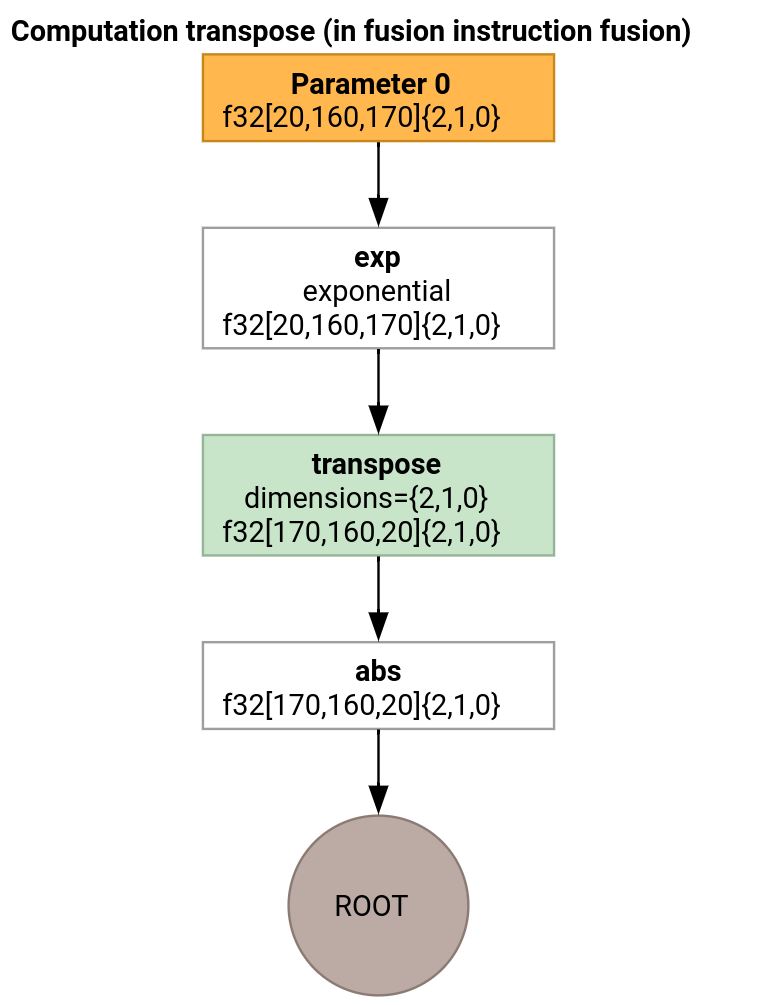 Computation transpose (in fusion instruction fusion)
Parameter 0
f32[20,160,170]{2,1,0}
exp
exponential
f32[20,160,170]{2,1,0}
transpose
dimensions={2,1,0}
f32[170,160,20]{2,1,0}
abs
f32[170,160,20]{2,1,0}
ROOT